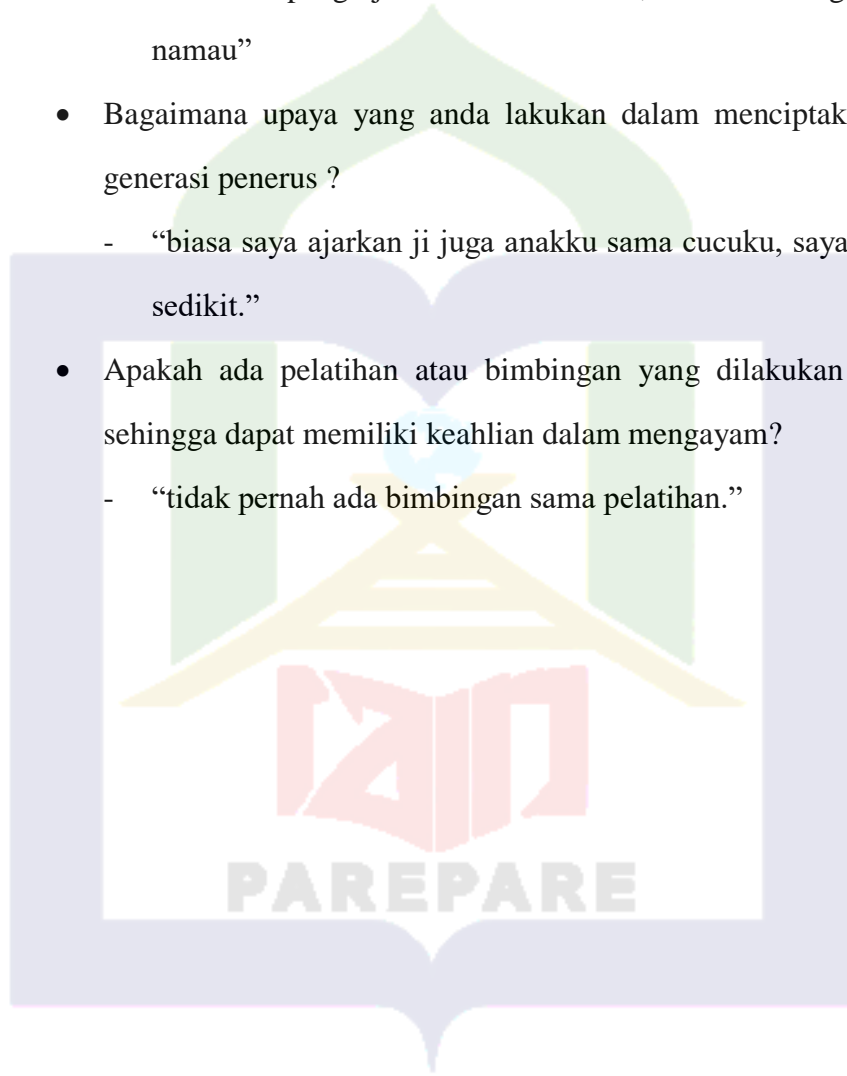 namau”
• Bagaimana upaya yang anda lakukan dalam menciptak
generasi penerus ?
- “biasa saya ajarkan ji juga anakku sama cucuku, saya
sedikit.”
• Apakah ada pelatihan atau bimbingan yang dilakukan
sehingga dapat memiliki keahlian dalam mengayam?
- “tidak pernah ada bimbingan sama pelatihan.”
iain
PAREPARE